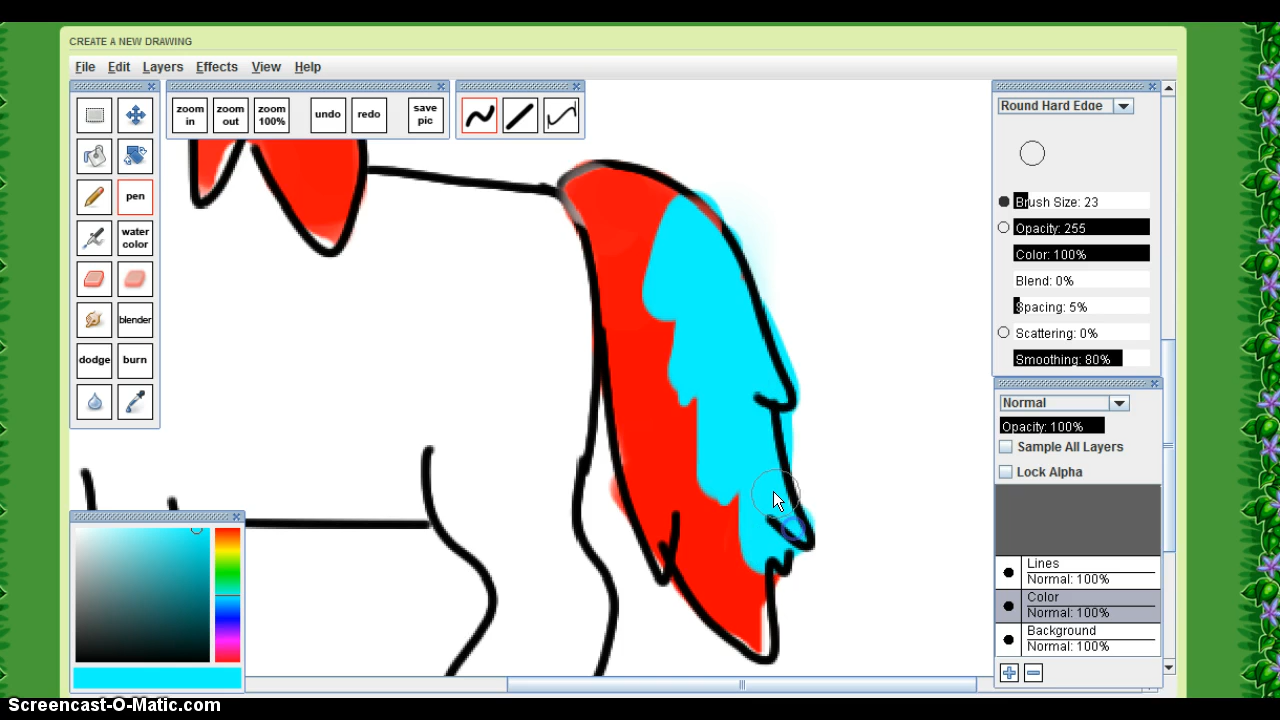 CREATE A NEW DRAWING
File Edit Layers Effects View Help
zoom in
zoom out
zoom 100%
undo
redo
save pic
pen
water color
blender
dodge
burn
Round Hard Edge
Brush Size: 23
Opacity: 255
Color: 100%
Blend: 0%
Spacing: 5%
Scattering: 0%
Smoothing: 80%
Normal
Opacity: 100%
Sample All Layers
Lock Alpha
Lines
Normal: 100%
Color
Normal: 100%
Background
Normal: 100%
Screencast-O-Matic.com